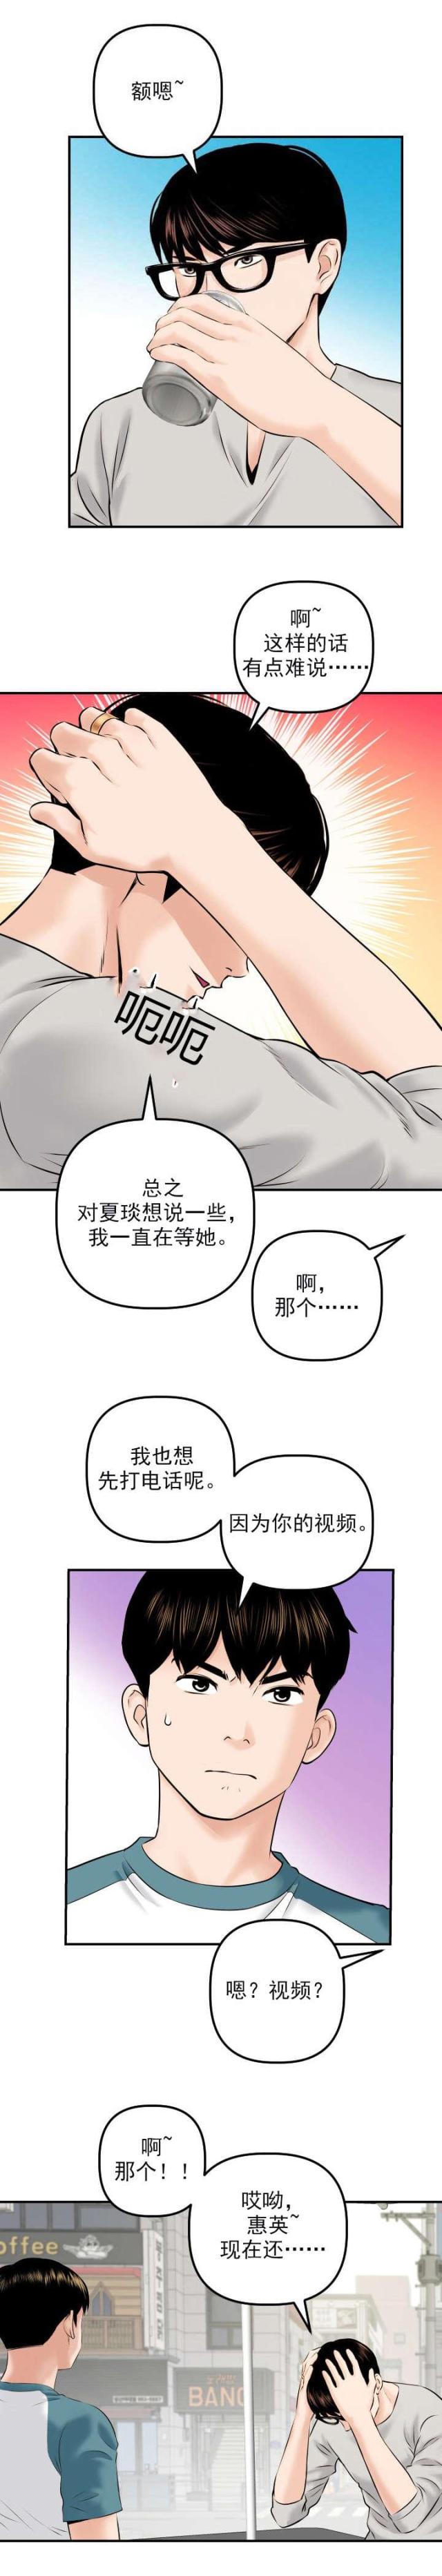 额嗯~
啊~
这样的话
有点难说……
呃呃
总之
对夏琰想说一些，
我一直在等她。
啊，
那个……
我也想
先打电话呢。
因为你的视频。
嗯？视频？
啊~
那个！！
哎呦，
惠英~
现在还……
offee
BANG